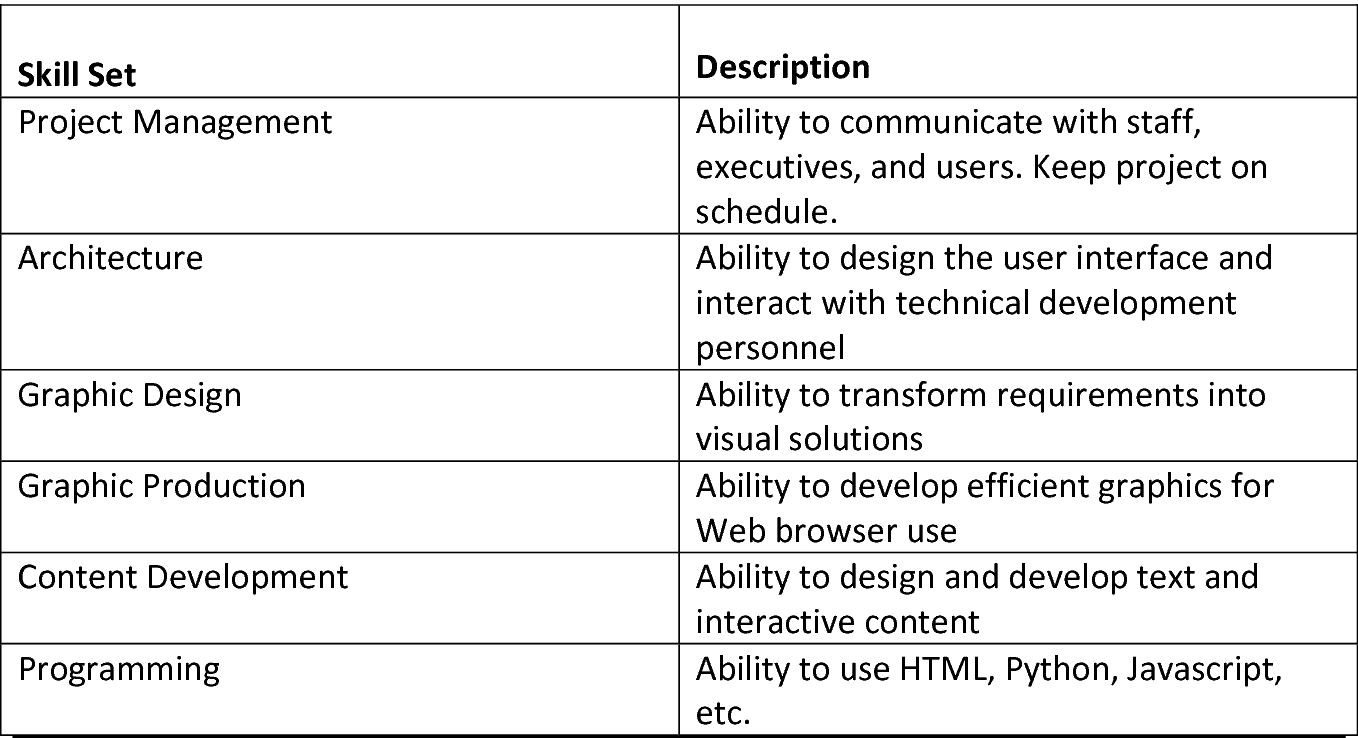 Skill Set
Description
Project Management
Ability to communicate with staff,
executives, and users. Keep project on
schedule.
Architecture
Ability to design the user interface and
interact with technical development
personnel
Graphic Design
Ability to transform requirements into
visual solutions
Graphic Production
Ability to develop efficient graphics for
Web browser use
Content Development
Ability to design and develop text and
interactive content
Programming
Ability to use HTML, Python, Javascript,
etc.